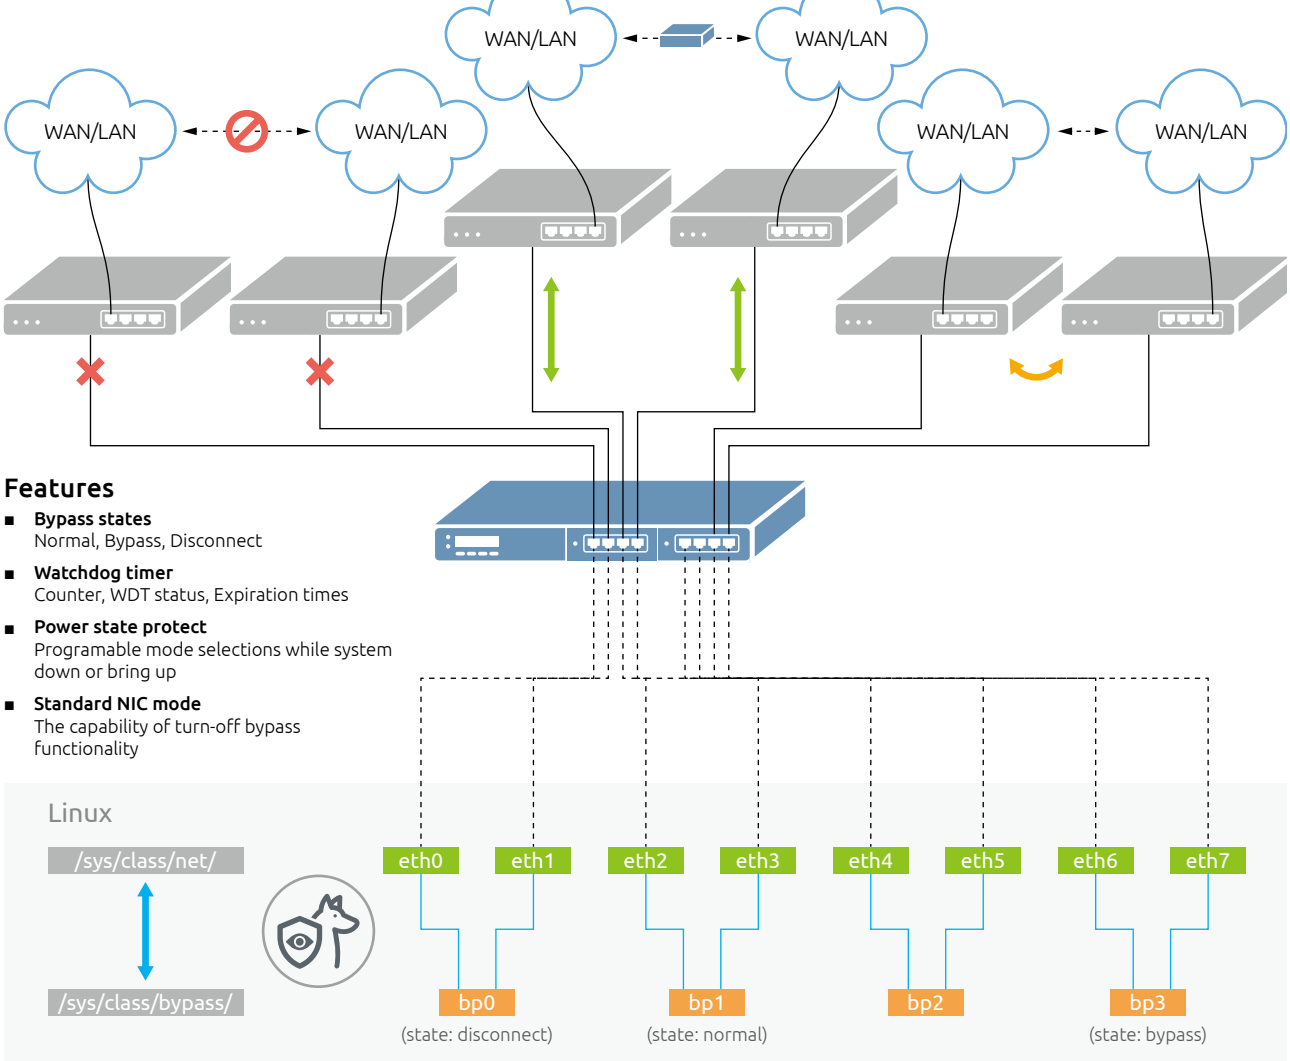 WAN/LAN
WAN/LAN
WAN/LAN
WAN/LAN
WAN/LAN
WAN/LAN
Features
■ Bypass states
Normal, Bypass, Disconnect
■ Watchdog timer
Counter, WDT status, Expiration times
■ Power state protect
Programable mode selections while system
down or bring up
■ Standard NIC mode
The capability of turn-off bypass
functionality
Linux
/sys/class/net/
eth0
eth1
eth2
eth3
eth4
eth5
eth6
eth7
/sys/class/bypass/
bp0
bp1
bp2
bp3
(state: disconnect)
(state: normal)
(state: bypass)